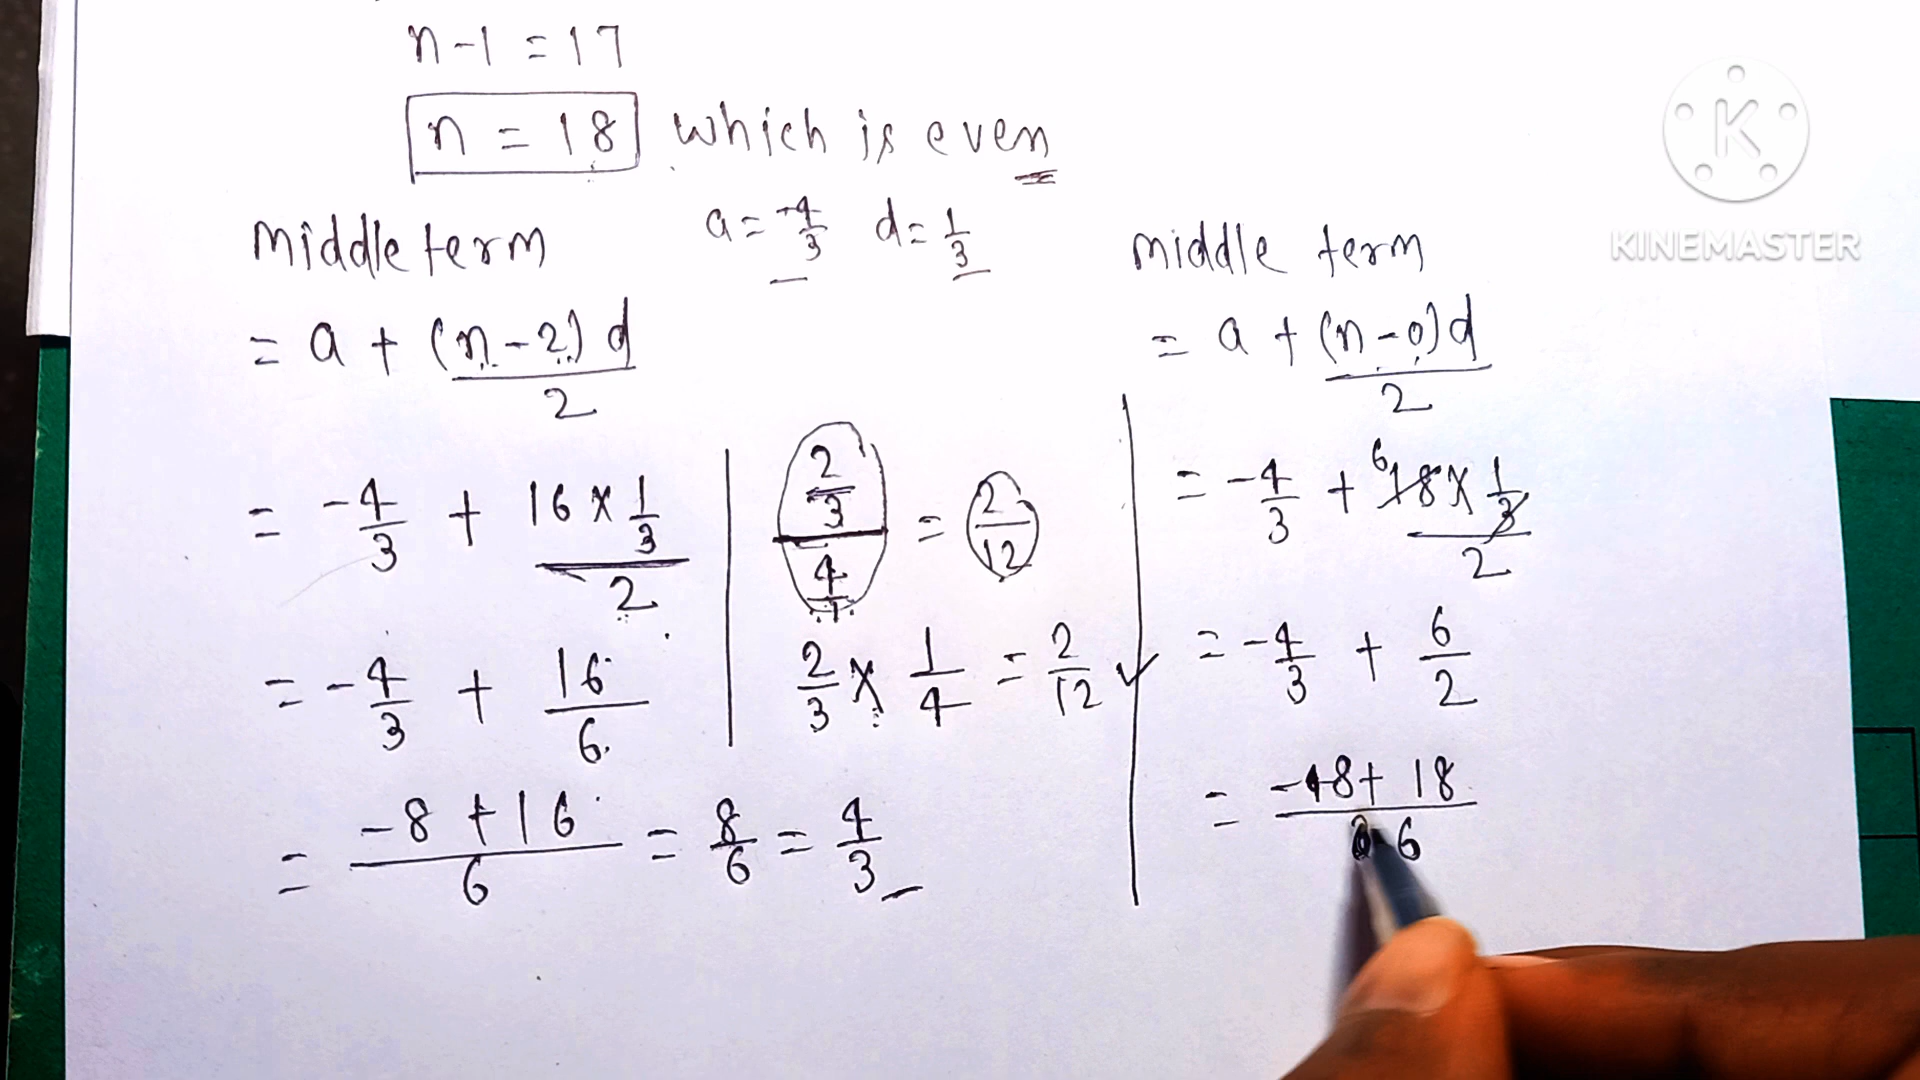 n-1 = 17
n = 18 which is even
K
KINEMASTER
a = -4/3 d = 1/3
Middle term
= a + (n-2)d/2
= -4/3 + 16 × 1/3 / 2
= -4/3 + 16/6
= -8 + 16 / 6 = 8/6 = 4/3
2/3 / 4/1 = 2/12
2/3 × 1/4 = 2/12 ✓
middle term
= a + (n-0)d/2
= -4/3 + 6 18 × 1/3 / 2
= -4/3 + 6/2
= -8 + 18 / 6